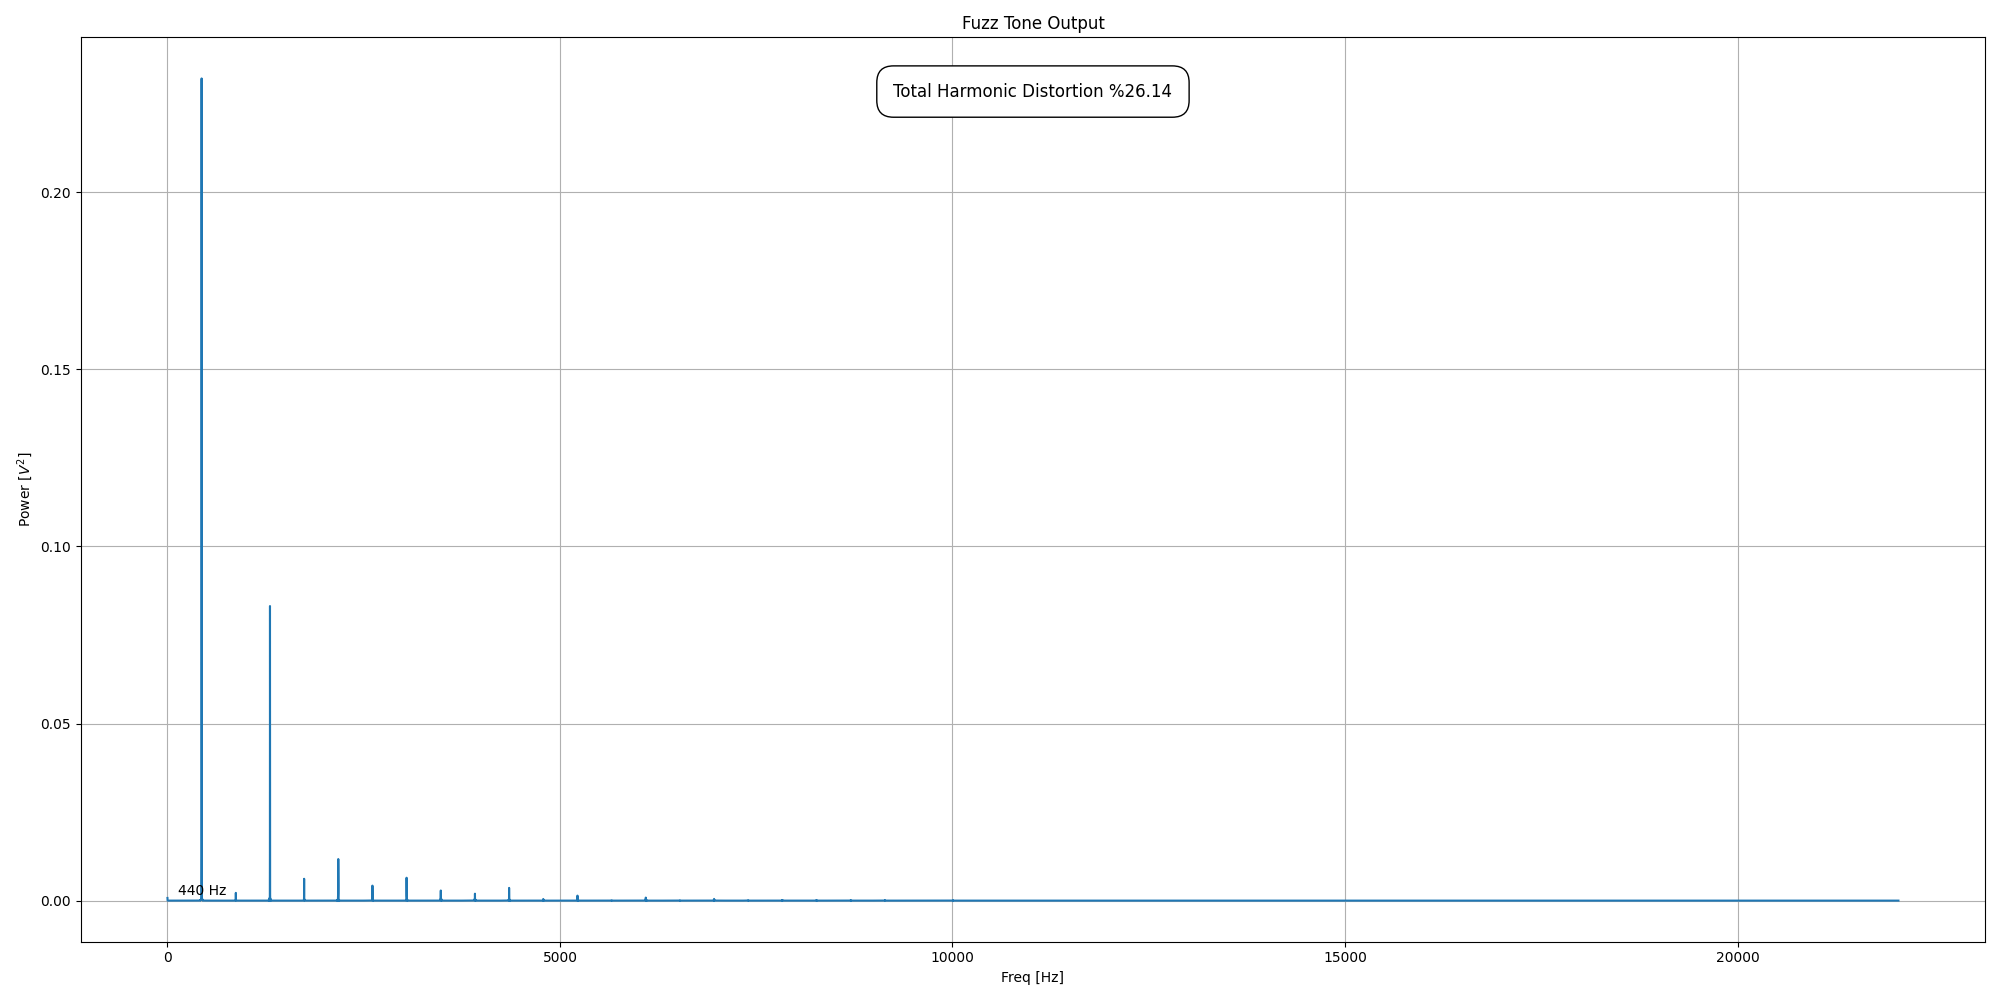 Fuzz Tone Output
Total Harmonic Distortion %26.14
0.20
0.15
0.10
0.05
0.00
Power [V²]
440 Hz
0 5000 10000 15000 20000
Freq [Hz]